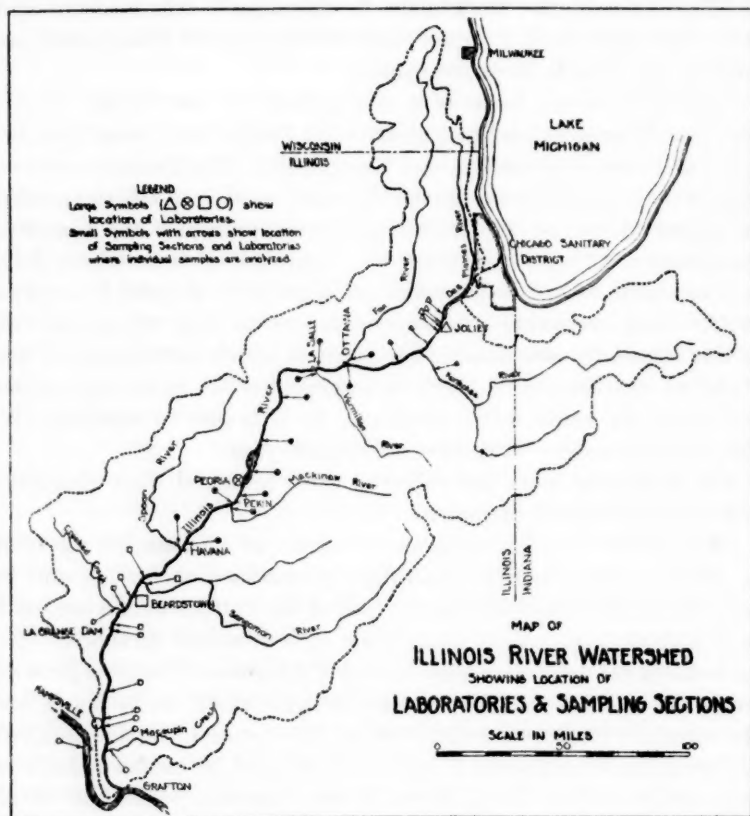 MILWAUKEE
LAKE
MICHIGAN
WISCONSIN
ILLINOIS
LEGEND
Large Symbols (△⊗□○) show
location of Laboratories.
Small Symbols with arrows show location
of Sampling Sections and Laboratories
where individual samples are analyzed.
CHICAGO SANITARY
DISTRICT
Des Plaines River
Fox River
JOLIET
OTTAWA
LA SALLE
Kankakee River
Vermilion River
Spoon River
Illinois River
PEORIA
Mackinaw River
PEKIN
HAVANA
Crooked Creek
BEARDSTOWN
Sangamon River
LA GRANGE DAM
ILLINOIS
INDIANA
KAMPSVILLE
Macoupin Creek
GRAFTON
MAP OF
ILLINOIS RIVER WATERSHED
SHOWING LOCATION OF
LABORATORIES & SAMPLING SECTIONS
SCALE IN MILES
0 50 100